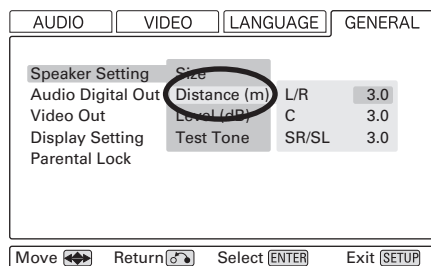 AUDIO VIDEO LANGUAGE GENERAL
Speaker Setting Size
Audio Digital Out Distance (m) L/R 3.0
Video Out Level (dB) C 3.0
Display Setting Test Tone SR/SL 3.0
Parental Lock
Move Return Select ENTER Exit SETUP